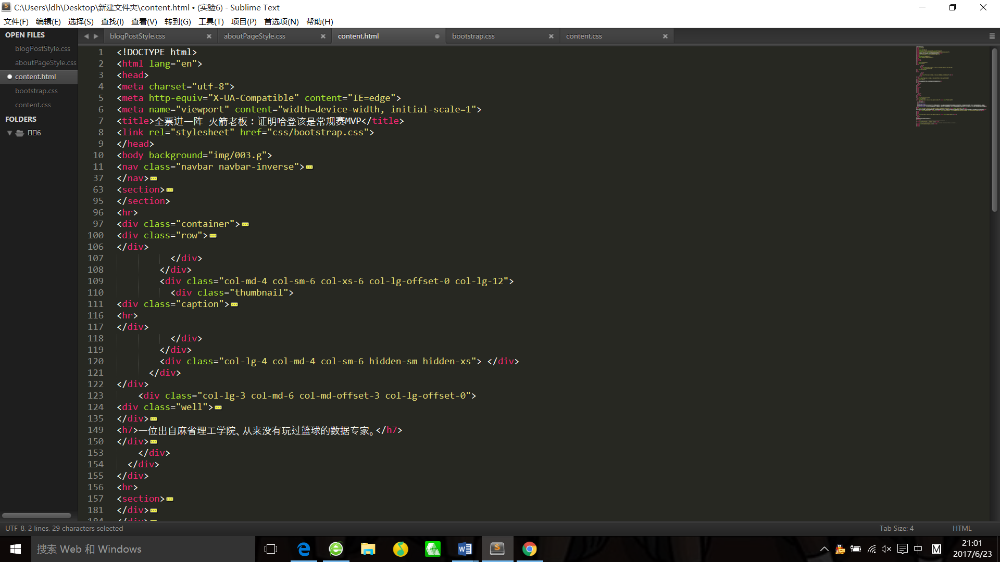 C:\Users\ldh\Desktop\新建文件夹\content.html • (实验6) - Sublime Text
文件(F) 编辑(E) 选择(S) 查找(I) 查看(V) 转到(G) 工具(T) 项目(P) 首选项(N) 帮助(H)
OPEN FILES
blogPostStyle.css
aboutPageStyle.css
content.html
bootstrap.css
content.css
FOLDERS
6
blogPostStyle.css aboutPageStyle.css content.html bootstrap.css content.css
1 <!DOCTYPE html>
2 <html lang="en">
3 <head>
4 <meta charset="utf-8">
5 <meta http-equiv="X-UA-Compatible" content="IE=edge">
6 <meta name="viewport" content="width=device-width, initial-scale=1">
7 <title>全票进一阵 火箭老板：证明哈登该是常规赛MVP</title>
8 <link rel="stylesheet" href="css/bootstrap.css">
9 </head>
10 <body background="img/003.g">
11 <nav class="navbar navbar-inverse">
37 </nav>
63 <section>
95 </section>
96 <hr>
97 <div class="container">
100 <div class="row">
106 </div>
107 </div>
108 </div>
109 <div class="col-md-4 col-sm-6 col-xs-6 col-lg-offset-0 col-lg-12">
110 <div class="thumbnail">
111 <div class="caption">
116 <hr>
117 </div>
118 </div>
119 </div>
120 <div class="col-lg-4 col-md-4 col-sm-6 hidden-sm hidden-xs"> </div>
121 </div>
122 </div>
123 <div class="col-lg-3 col-md-6 col-md-offset-3 col-lg-offset-0">
124 <div class="well">
135 </div>
149 <h7>一位出自麻省理工学院、从来没有玩过篮球的数据专家。</h7>
150 </div>
153 </div>
154 </div>
155 </div>
156 <hr>
157 <section>
181 </div>
184 </div>
UTF-8, 2 lines, 29 characters selected
Tab Size: 4 HTML
搜索 Web 和 Windows
中 M
21:01
2017/6/23